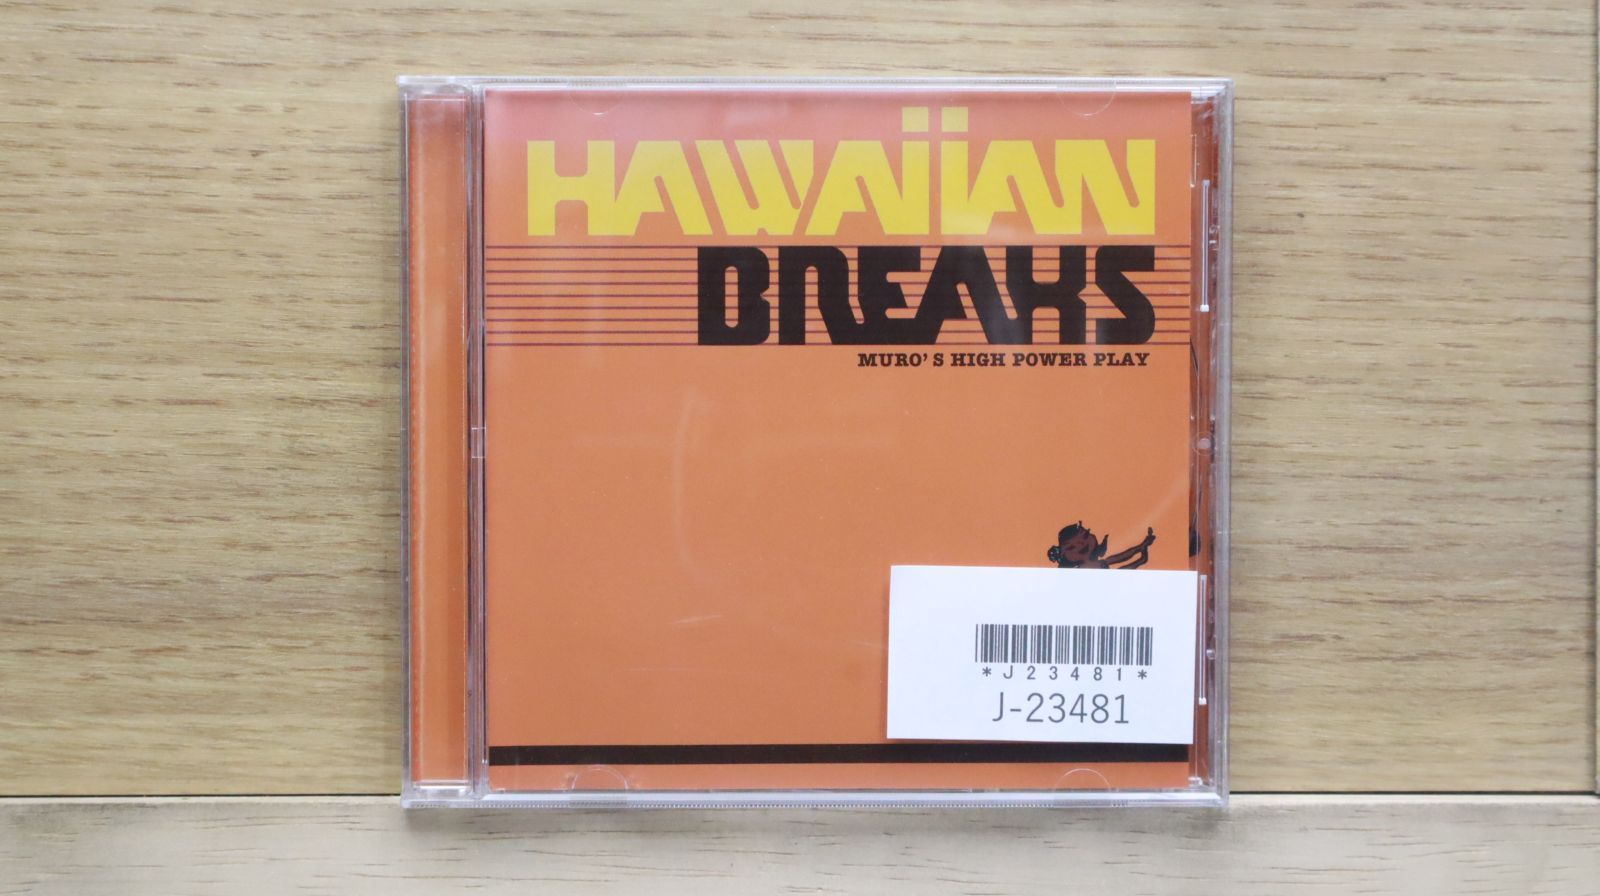 HAWAiiAN
BREAKS
MURO'S HIGH POWER PLAY
*J23481*
J-23481